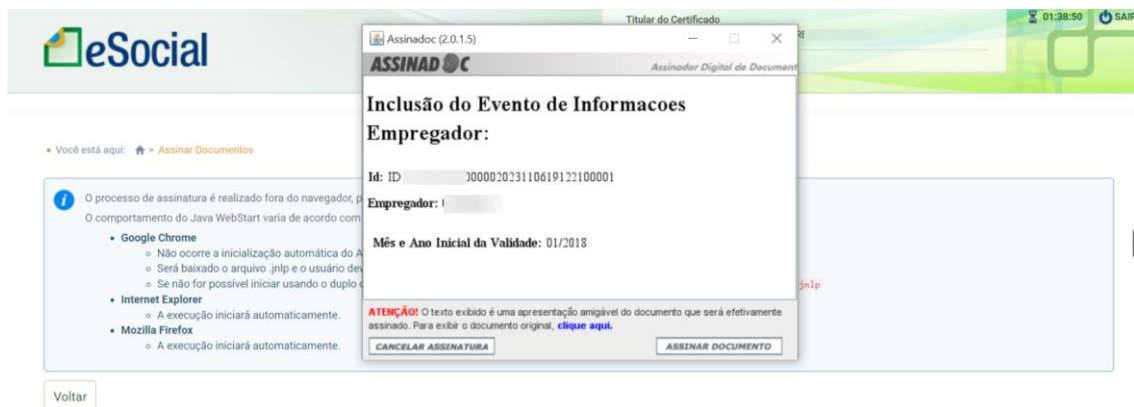 Titular do Certificado
01:38:50 SAIR
eSocial
Assinadoc (2.0.1.5)
ASSINADOC
Assinador Digital de Document
Inclusão do Evento de Informacoes
Empregador:
Você está aqui: > Assinar Documentos
Id: ID 00000202311061912210001
Empregador:
Mês e Ano Inicial da Validade: 01/2018
O processo de assinatura é realizado fora do navegador, p
O comportamento do Java WebStart varia de acordo com
• Google Chrome
Não ocorre a inicialização automática do A
Será baixado o arquivo .jnlp e o usuário dev
Se não for possível iniciar usando o duplo c
jnlp
• Internet Explorer
A execução iniciará automaticamente.
• Mozilla Firefox
A execução iniciará automaticamente.
ATENÇÃO! O texto exibido é uma apresentação amigável do documento que será efetivamente
assinado. Para exibir o documento original, clique aqui.
CANCELAR ASSINATURA
ASSINAR DOCUMENTO
Voltar